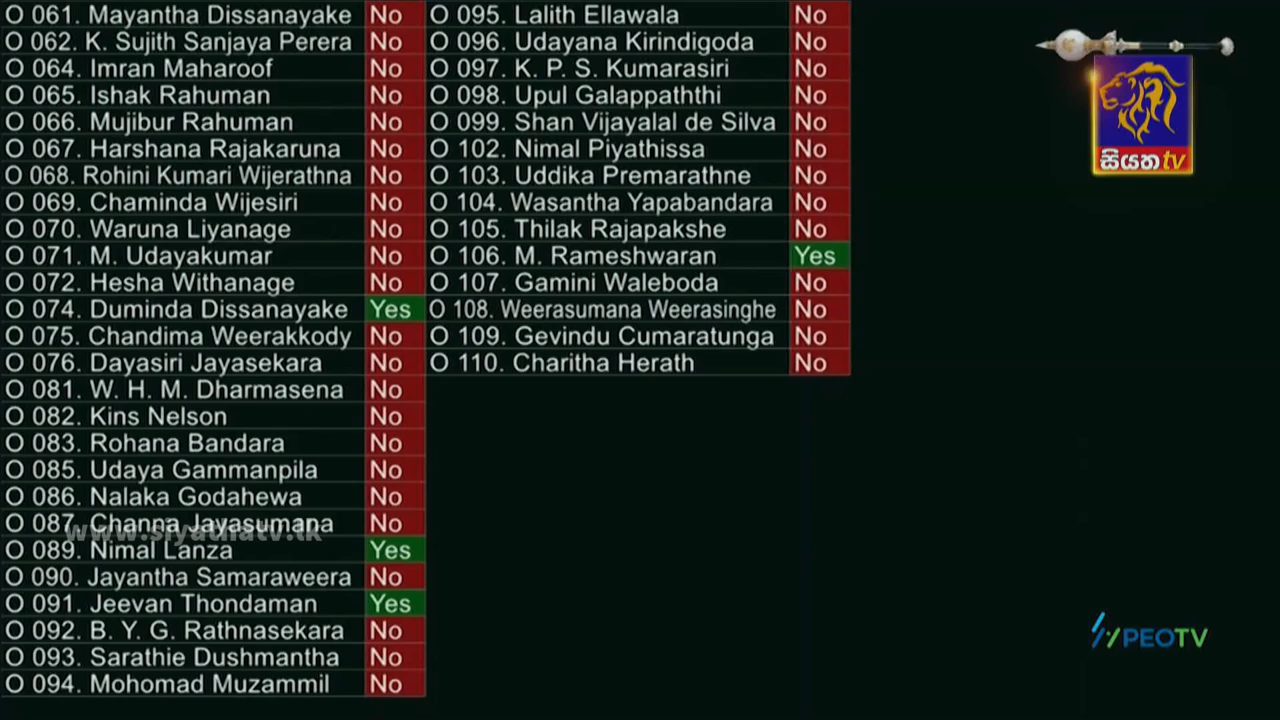 O 061. Mayantha Dissanayake No
O 062. K. Sujith Sanjaya Perera No
O 064. Imran Maharoof No
O 065. Ishak Rahuman No
O 066. Mujibur Rahuman No
O 067. Harshana Rajakaruna No
O 068. Rohini Kumari Wijerathna No
O 069. Chaminda Wijesiri No
O 070. Waruna Liyanage No
O 071. M. Udayakumar No
O 072. Hesha Withanage No
O 074. Duminda Dissanayake Yes
O 075. Chandima Weerakkody No
O 076. Dayasiri Jayasekara No
O 081. W. H. M. Dharmasena No
O 082. Kins Nelson No
O 083. Rohana Bandara No
O 085. Udaya Gammanpila No
O 086. Nalaka Godahewa No
O 087. Channa Jayasumana No
www.siyathatv.lk
O 089. Nimal Lanza Yes
O 090. Jayantha Samaraweera No
O 091. Jeevan Thondaman Yes
O 092. B. Y. G. Rathnasekara No
O 093. Sarathie Dushmantha No
O 094. Mohomad Muzammil No
O 095. Lalith Ellawala No
O 096. Udayana Kirindigoda No
O 097. K. P. S. Kumarasiri No
O 098. Upul Galappaththi No
O 099. Shan Vijayalal de Silva No
O 102. Nimal Piyathissa No
O 103. Uddika Premarathne No
O 104. Wasantha Yapabandara No
O 105. Thilak Rajapakshe No
O 106. M. Rameshwaran Yes
O 107. Gamini Waleboda No
O 108. Weerasumana Weerasinghe No
O 109. Gevindu Cumaratunga No
O 110. Charitha Herath No
සියත tv
PEOTV